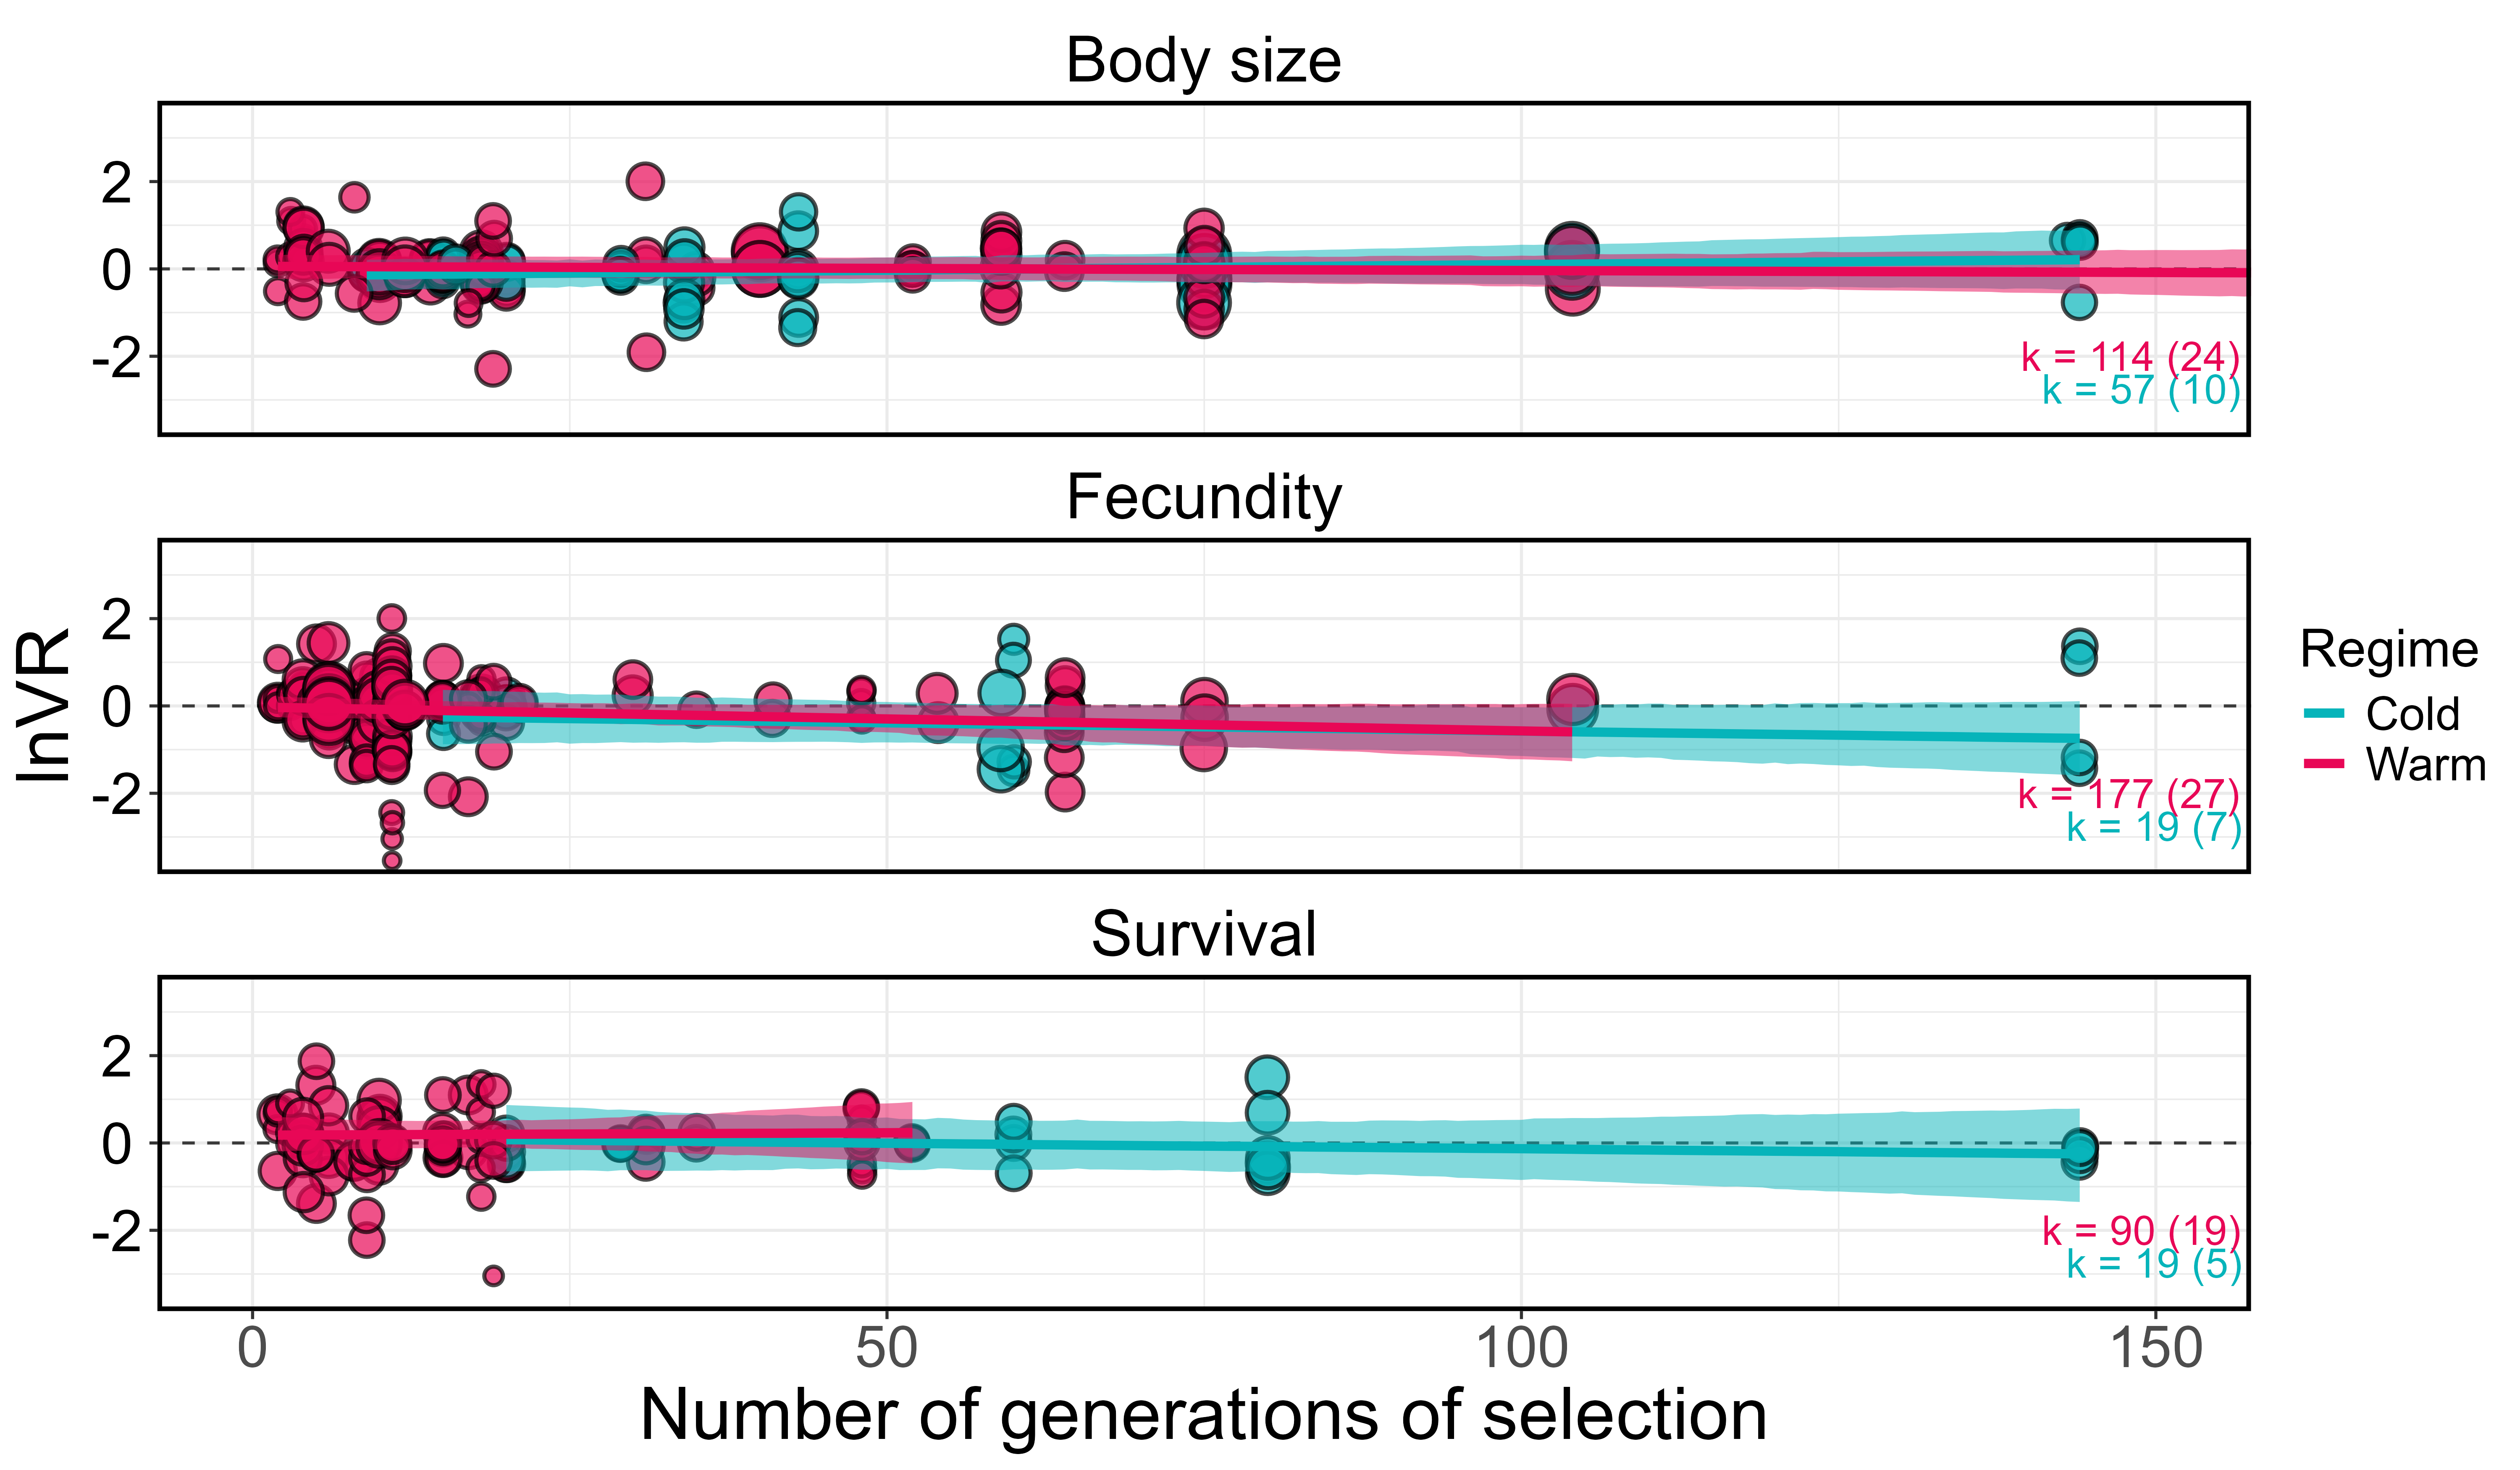 Body size
2
0
-2
k = 114 (24)
k = 57 (10)
Fecundity
lnVR
2
0
-2
k = 177 (27)
k = 19 (7)
Regime
Cold
Warm
Survival
2
0
-2
k = 90 (19)
k = 19 (5)
0 50 100 150
Number of generations of selection